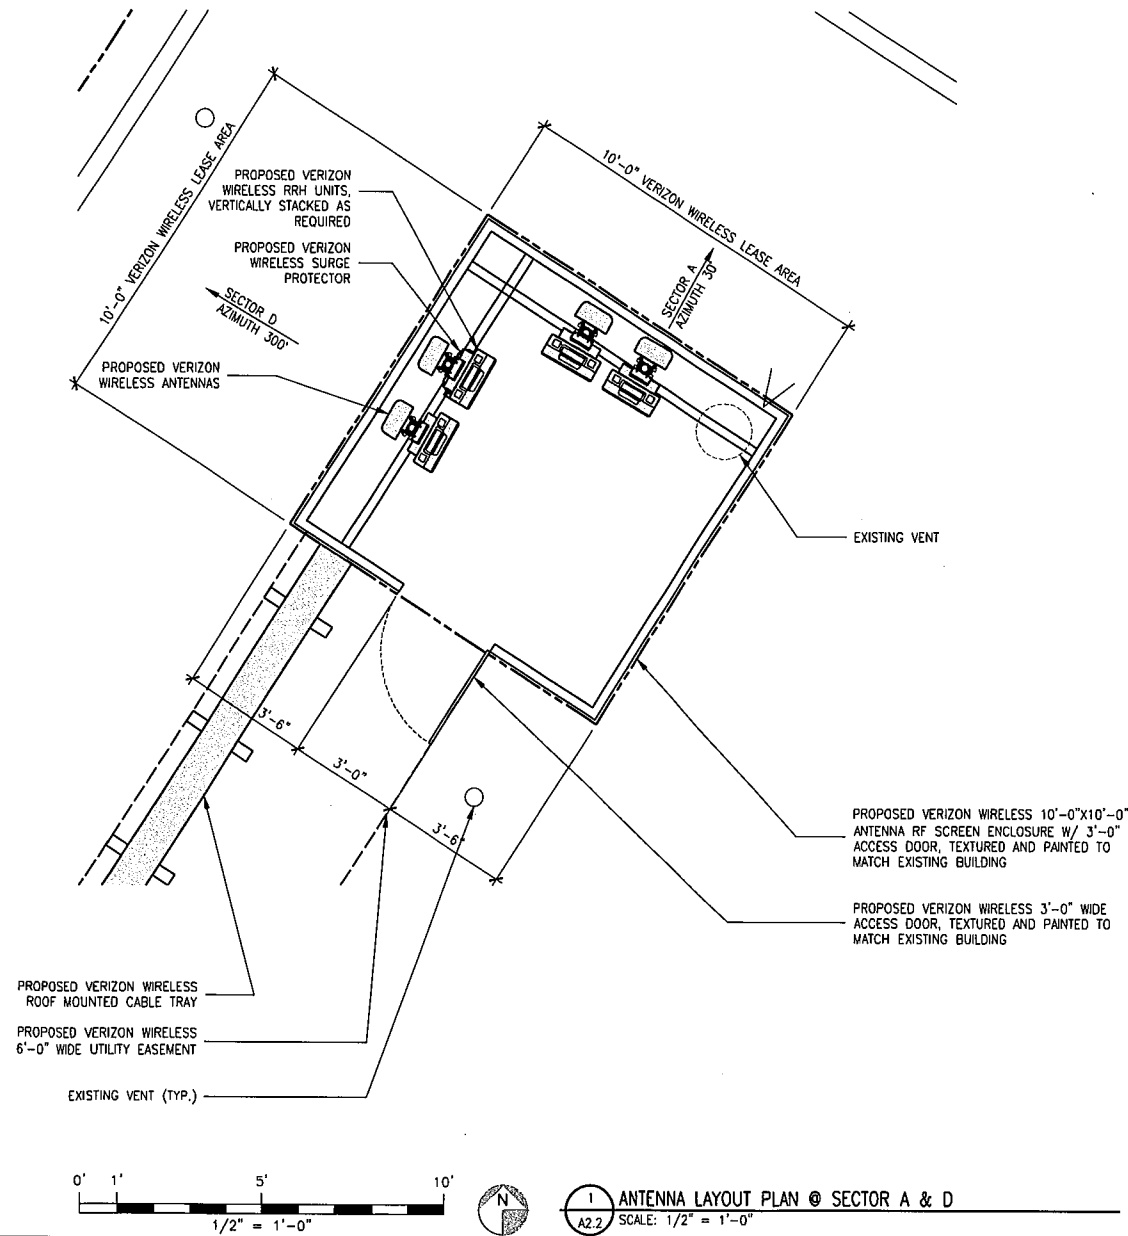 10'-0" VERIZON WIRELESS LEASE AREA
10'-0" VERIZON WIRELESS LEASE AREA
PROPOSED VERIZON
WIRELESS RRH UNITS,
VERTICALLY STACKED AS
REQUIRED
PROPOSED VERIZON
WIRELESS SURGE
PROTECTOR
SECTOR A
AZIMUTH 30°
SECTOR D
AZIMUTH 300°
PROPOSED VERIZON
WIRELESS ANTENNAS
EXISTING VENT
3'-6"
3'-0"
3'-6"
PROPOSED VERIZON WIRELESS 10'-0"X10'-0"
ANTENNA RF SCREEN ENCLOSURE W/ 3'-0"
ACCESS DOOR, TEXTURED AND PAINTED TO
MATCH EXISTING BUILDING
PROPOSED VERIZON WIRELESS 3'-0" WIDE
ACCESS DOOR, TEXTURED AND PAINTED TO
MATCH EXISTING BUILDING
PROPOSED VERIZON WIRELESS
ROOF MOUNTED CABLE TRAY
PROPOSED VERIZON WIRELESS
6'-0" WIDE UTILITY EASEMENT
EXISTING VENT (TYP.)
0' 1' 5' 10'
1/2" = 1'-0"
N
1
A2.2
ANTENNA LAYOUT PLAN @ SECTOR A & D
SCALE: 1/2" = 1'-0"